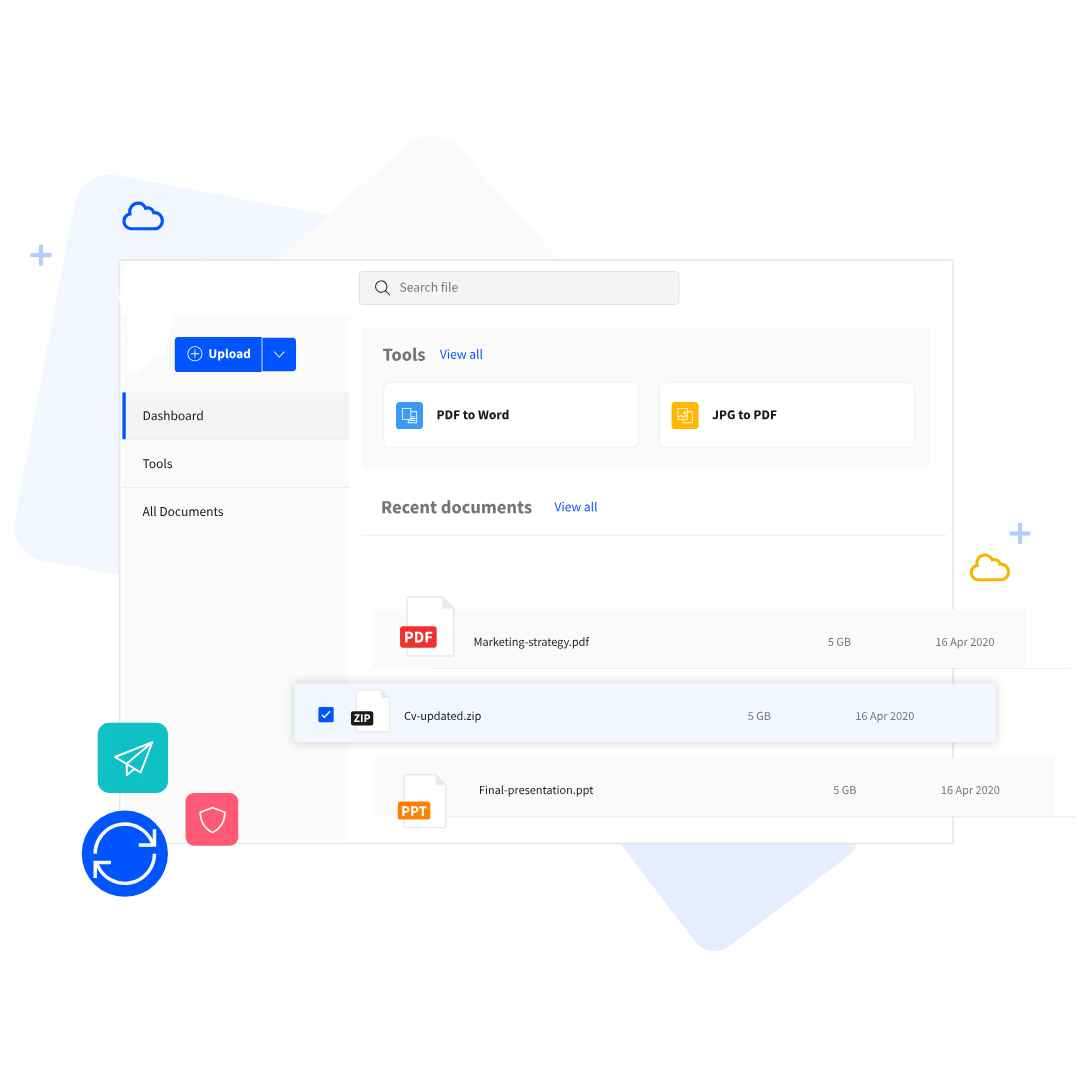 Search file
Upload
Dashboard
Tools
All Documents
Tools View all
PDF to Word
JPG to PDF
Recent documents View all
PDF Marketing-strategy.pdf 5 GB 16 Apr 2020
ZIP Cv-updated.zip 5 GB 16 Apr 2020
PPT Final-presentation.ppt 5 GB 16 Apr 2020